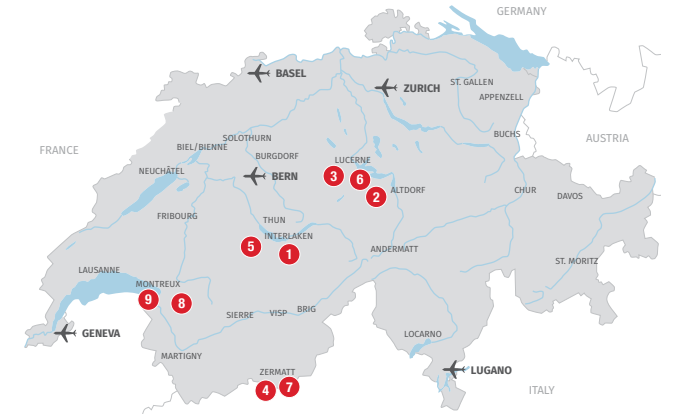 GERMANY
BASEL
ZURICH
ST. GALLEN
APPENZELL
BUCHS
AUSTRIA
FRANCE
SOLOTHURN
BIEL/BIENNE
BURGDORF
LUCERNE
NEUCHÂTEL
BERN
3
6
2
ALTDORF
CHUR
DAVOS
FRIBOURG
THUN
INTERLAKEN
5
1
ANDERMATT
ST. MORITZ
LAUSANNE
MONTREUX
9
8
SIERRE
VISP
BRIG
GENEVA
LOCARNO
MARTIGNY
ZERMATT
4
7
LUGANO
ITALY